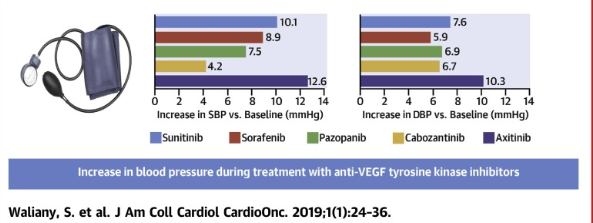 10.1 7.6
8.9 5.9
7.5 6.9
4.2 6.7
12.6 10.3
0 2 4 6 8 10 12 14 0 2 4 6 8 10 12 14
Increase in SBP vs. Baseline (mmHg) Increase in DBP vs. Baseline (mmHg)
Sunitinib Sorafenib Pazopanib Cabozantinib Axitinib
Increase in blood pressure during treatment with anti-VEGF tyrosine kinase inhibitors
Waliany, S. et al. J Am Coll Cardiol CardioOnc. 2019;1(1):24-36.